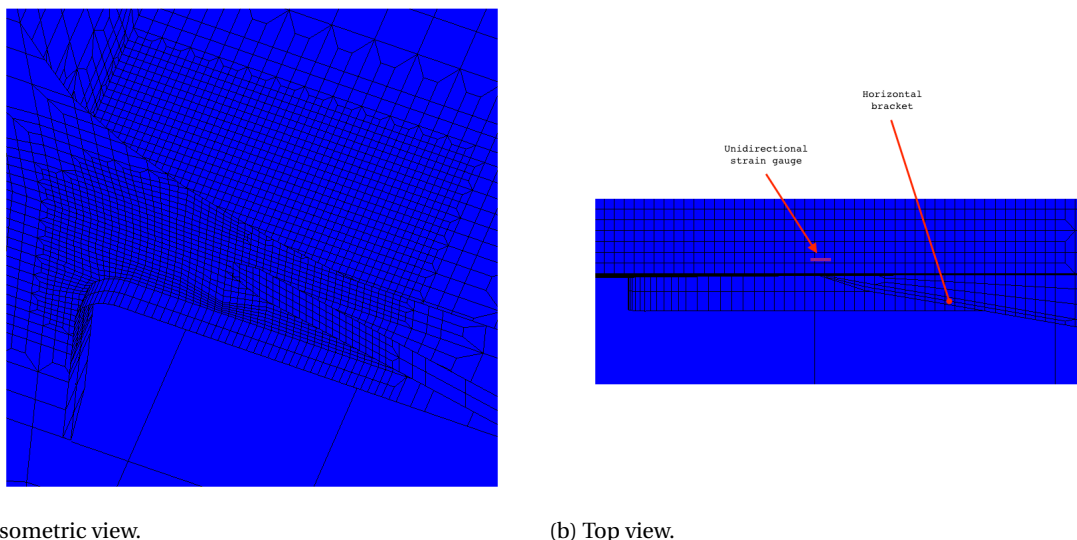 Horizontal
bracket
Unidirectional
strain gauge
sometric view.
(b) Top view.